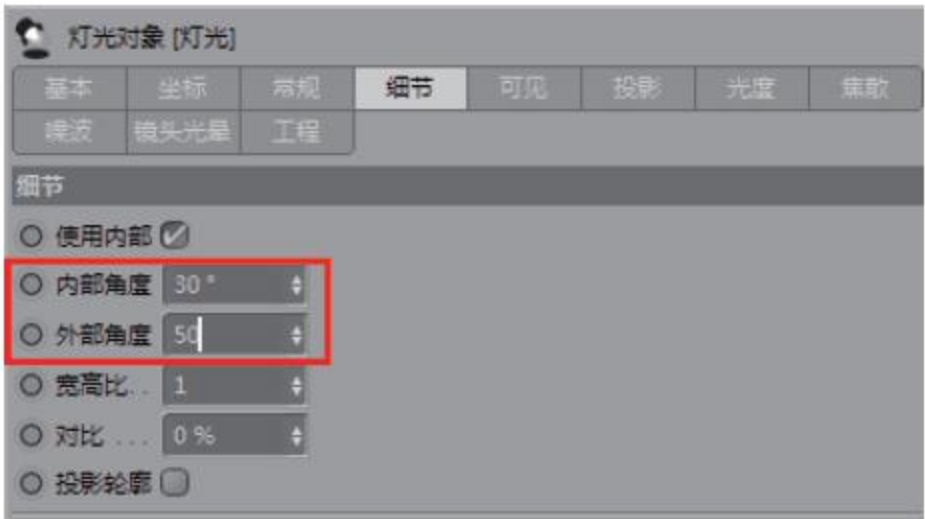 灯光对象 [灯光]
基本 坐标 常规 细节 可见 投影 光度 焦散
噪波 镜头光晕 工程
细节
使用内部
内部角度 30 °
外部角度 50
宽高比. . 1
对比 . . . 0 %
投影轮廓